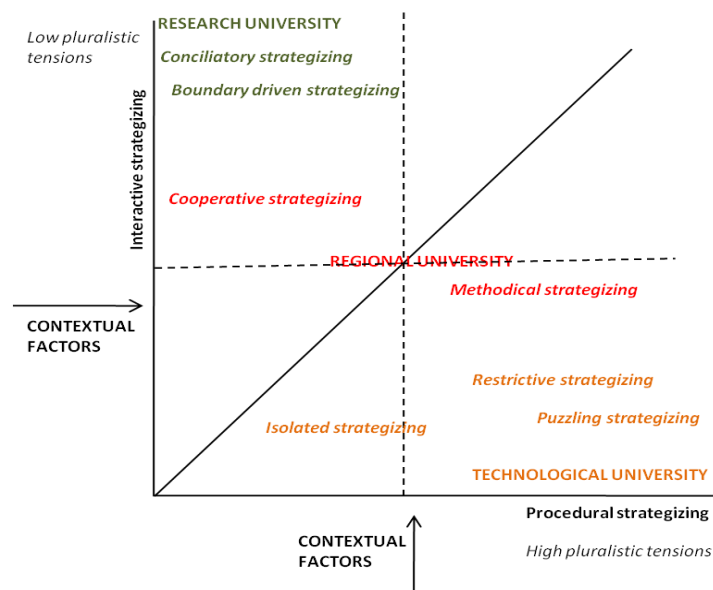 RESEARCH UNIVERSITY
Low pluralistic
tensions
Conciliatory strategizing
Boundary driven strategizing
Interactive strategizing
Cooperative strategizing
REGIONAL UNIVERSITY
Methodical strategizing
CONTEXTUAL
FACTORS
Restrictive strategizing
Puzzling strategizing
Isolated strategizing
TECHNOLOGICAL UNIVERSITY
Procedural strategizing
CONTEXTUAL
FACTORS
High pluralistic tensions